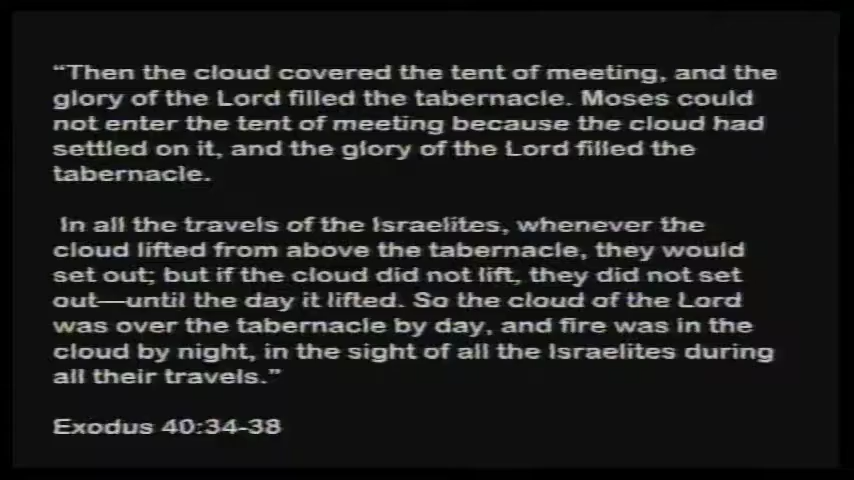 “Then the cloud covered the tent of meeting, and the
glory of the Lord filled the tabernacle. Moses could
not enter the tent of meeting because the cloud had
settled on it, and the glory of the Lord filled the
tabernacle.
In all the travels of the Israelites, whenever the
cloud lifted from above the tabernacle, they would
set out; but if the cloud did not lift, they did not set
out—until the day it lifted. So the cloud of the Lord
was over the tabernacle by day, and fire was in the
cloud by night, in the sight of all the Israelites during
all their travels.”
Exodus 40:34-38